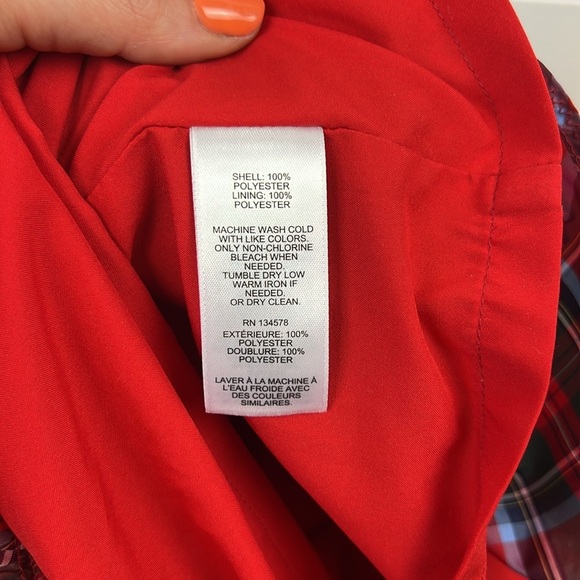 SHELL: 100%
POLYESTER
LINING: 100%
POLYESTER
MACHINE WASH COLD
WITH LIKE COLORS.
ONLY NON-CHLORINE
BLEACH WHEN
NEEDED.
TUMBLE DRY LOW
WARM IRON IF
NEEDED.
OR DRY CLEAN.
RN 134578
EXTÉRIEURE: 100%
POLYESTER
DOUBLURE: 100%
POLYESTER
LAVER À LA MACHINE À
L'EAU FROIDE AVEC
DES COULEURS
SIMILAIRES.